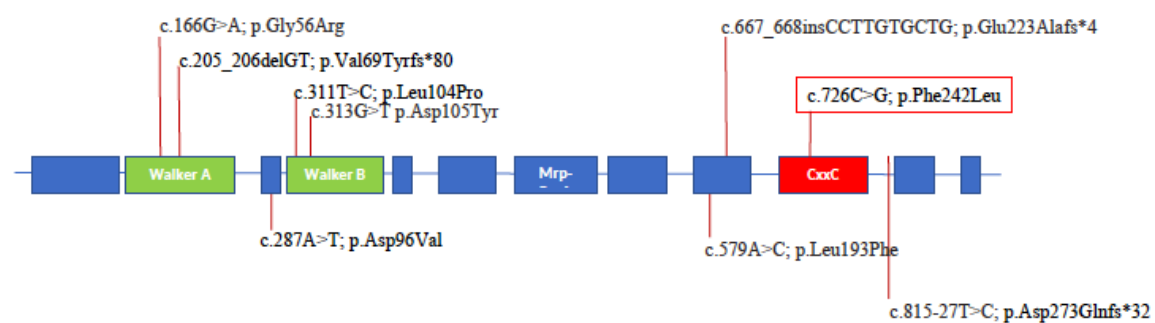 c.166G>A; p.Gly56Arg
c.667_668insCCTTGTGCTG; p.Glu223Alafs*4
c.205_206delGT; p.Val69Tyrfs*80
c.311T>C; p.Leu104Pro
c.726C>G; p.Phe242Leu
c.313G>T p.Asp105Tyr
Walker A
Walker B
Mrp-
CxxC
c.287A>T; p.Asp96Val
c.579A>C; p.Leu193Phe
c.815-27T>C; p.Asp273Glnfs*32